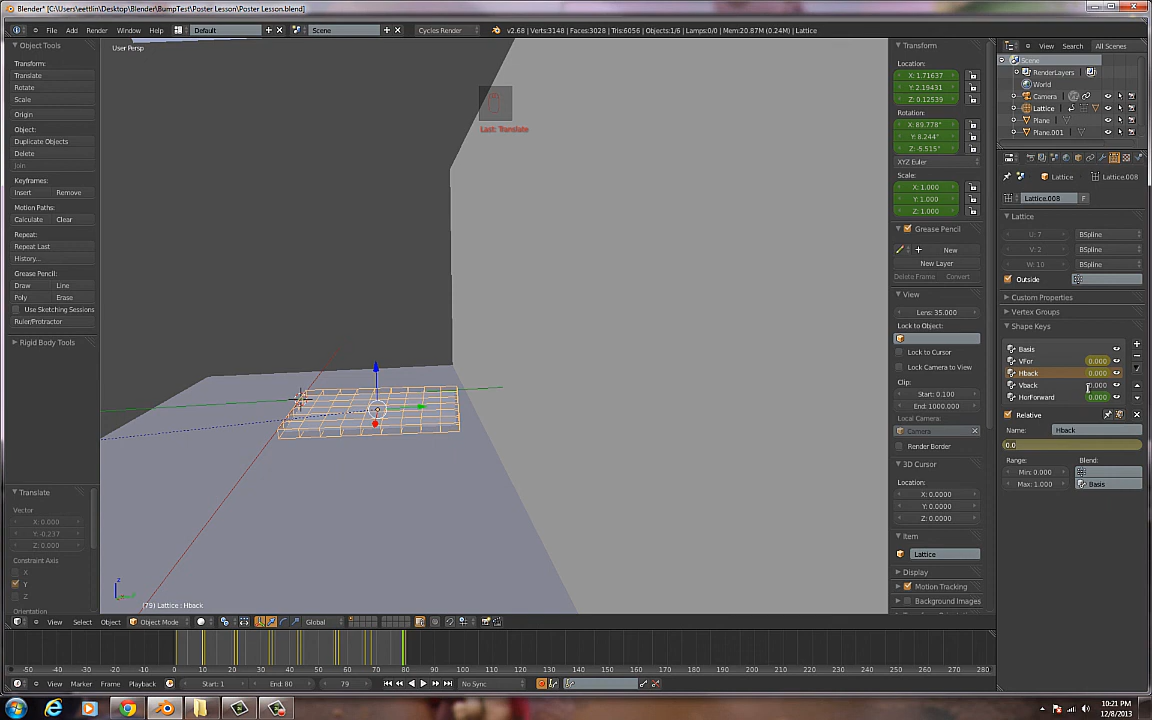 Blender* [C:\Users\eettlin\Desktop\Blender\BumpTest\Poster Lesson\Poster Lesson.blend]
File Add Render Window Help Default Scene Cycles Render v2.68 | Verts:3148 | Faces:3028 | Tris:6056 | Objects:1/6 | Lamps:0/0 | Mem:20.87M (0.24M) | Lattice
View Search All Scenes
Object Tools
Transform:
Translate
Rotate
Scale
Origin
Object:
Duplicate Objects
Delete
Join
Keyframes:
Insert Remove
Motion Paths:
Calculate Clear
Repeat:
Repeat Last
History...
Grease Pencil:
Draw Line
Poly Erase
Use Sketching Sessions
Ruler/Protractor
Rigid Body Tools
Translate
Vector
X: 0.000
Y: -0.237
Z: 0.000
Constraint Axis
X
Y
Z
Orientation
User Persp
Last: Translate
z
(79) Lattice : Hback
Transform
Location:
X: 1.71637
Y: 2.19431
Z: 0.12539
Rotation:
X: 89.778°
Y: 8.244°
Z: -5.515°
XYZ Euler
Scale:
X: 1.000
Y: 1.000
Z: 1.000
Grease Pencil
New
New Layer
Delete Frame Convert
View
Lens: 35.000
Lock to Object:
Lock to Cursor
Lock Camera to View
Clip:
Start: 0.100
End: 1000.000
Local Camera:
Camera
Render Border
3D Cursor
Location:
X: 0.0000
Y: 0.0000
Z: 0.0000
Item
Lattice
Display
Motion Tracking
Background Images
Scene
RenderLayers
World
Camera
Lattice
Plane
Plane.001
Lattice Lattice.008
Lattice.008 F
Lattice
U: 7 BSpline
V: 2 BSpline
W: 10 BSpline
Outside
Custom Properties
Vertex Groups
Shape Keys
Basis
VFor 0.000
Hback 0.000
Vback 0.000
HorForward 0.000
Relative
Name: Hback
0.0
Range: Blend:
Min: 0.000
Max: 1.000 Basis
View Select Object Object Mode Global
-50 -40 -30 -20 -10 0 10 20 30 40 50 60 70 80 90 100 110 120 130 140 150 160 170 180 190 200 210 220 230 240 250 260 270 280
View Marker Frame Playback Start: 1 End: 80 79 No Sync
10:21 PM
12/8/2013